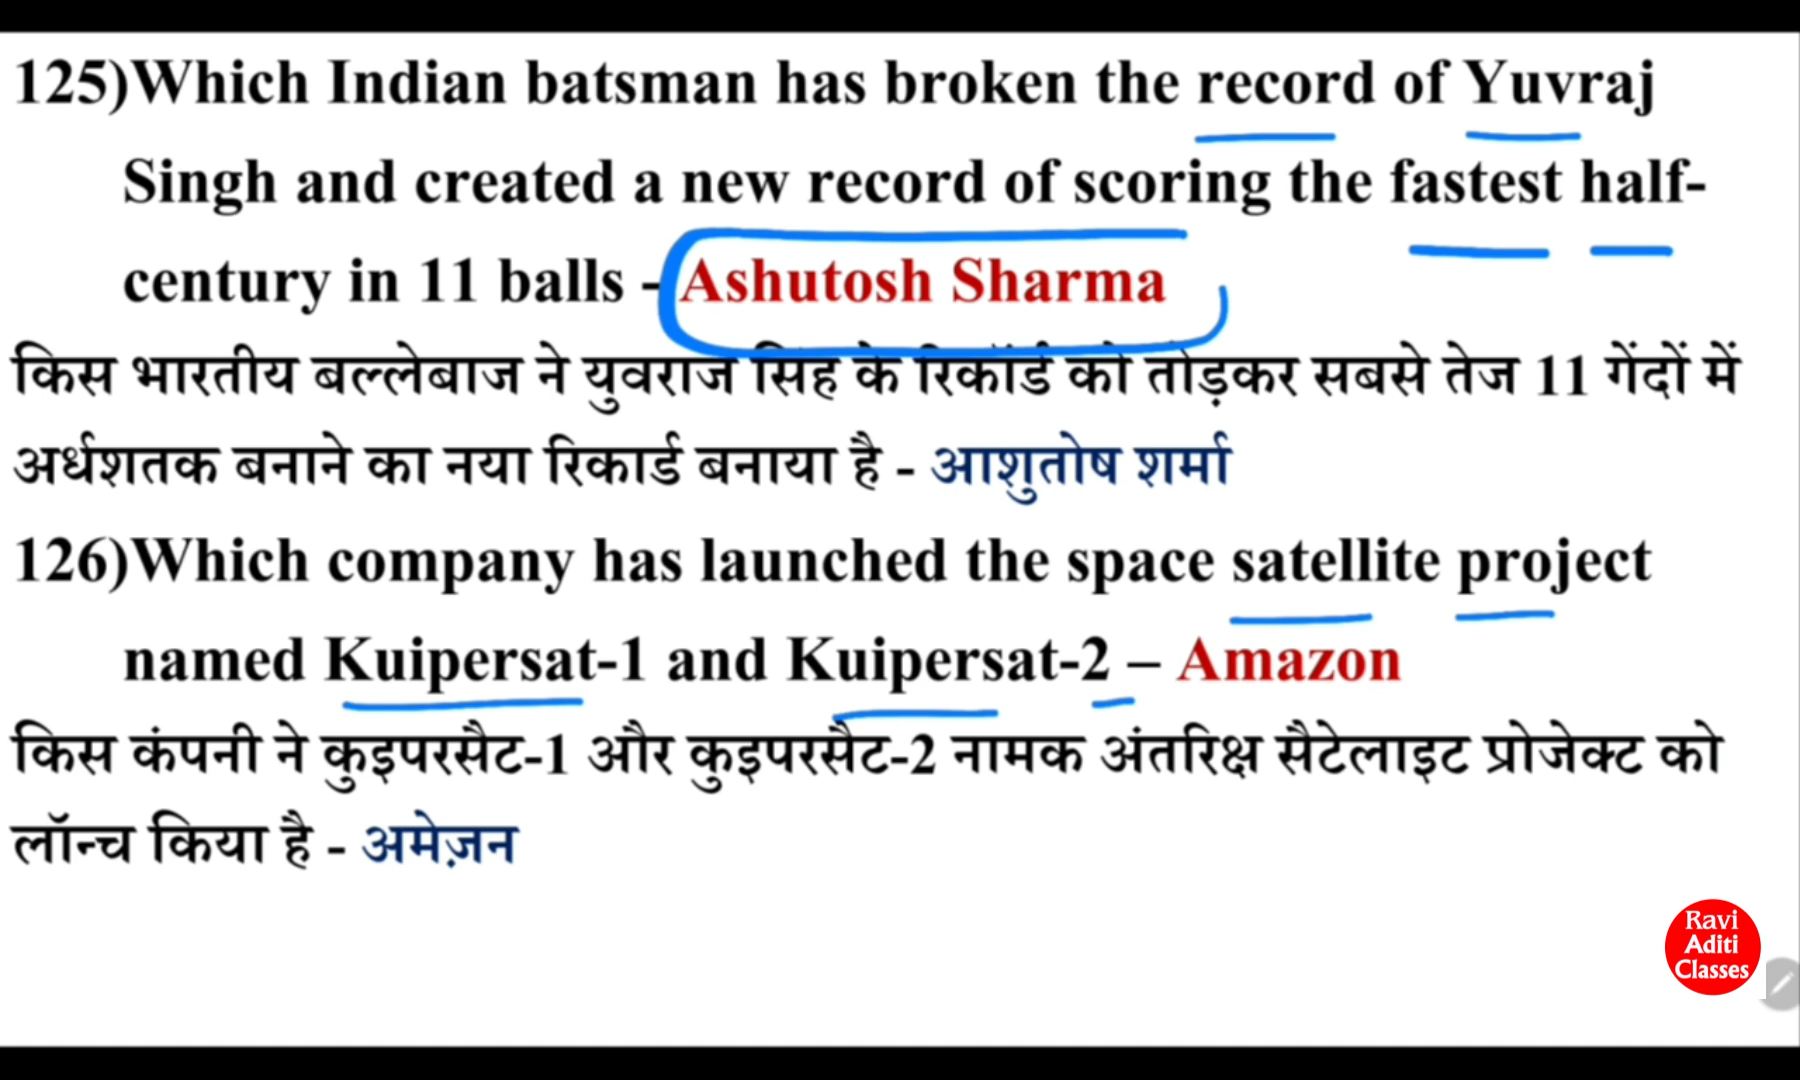 125)Which Indian batsman has broken the record of Yuvraj
Singh and created a new record of scoring the fastest half-
century in 11 balls - Ashutosh Sharma
किस भारतीय बल्लेबाज ने युवराज सिंह के रिकॉर्ड को तोड़कर सबसे तेज 11 गेंदों में
अर्धशतक बनाने का नया रिकार्ड बनाया है - आशुतोष शर्मा
126)Which company has launched the space satellite project
named Kuipersat-1 and Kuipersat-2 – Amazon
किस कंपनी ने कुइपरसैट-1 और कुइपरसैट-2 नामक अंतरिक्ष सैटेलाइट प्रोजेक्ट को
लॉन्च किया है - अमेज़न
Ravi
Aditi
Classes